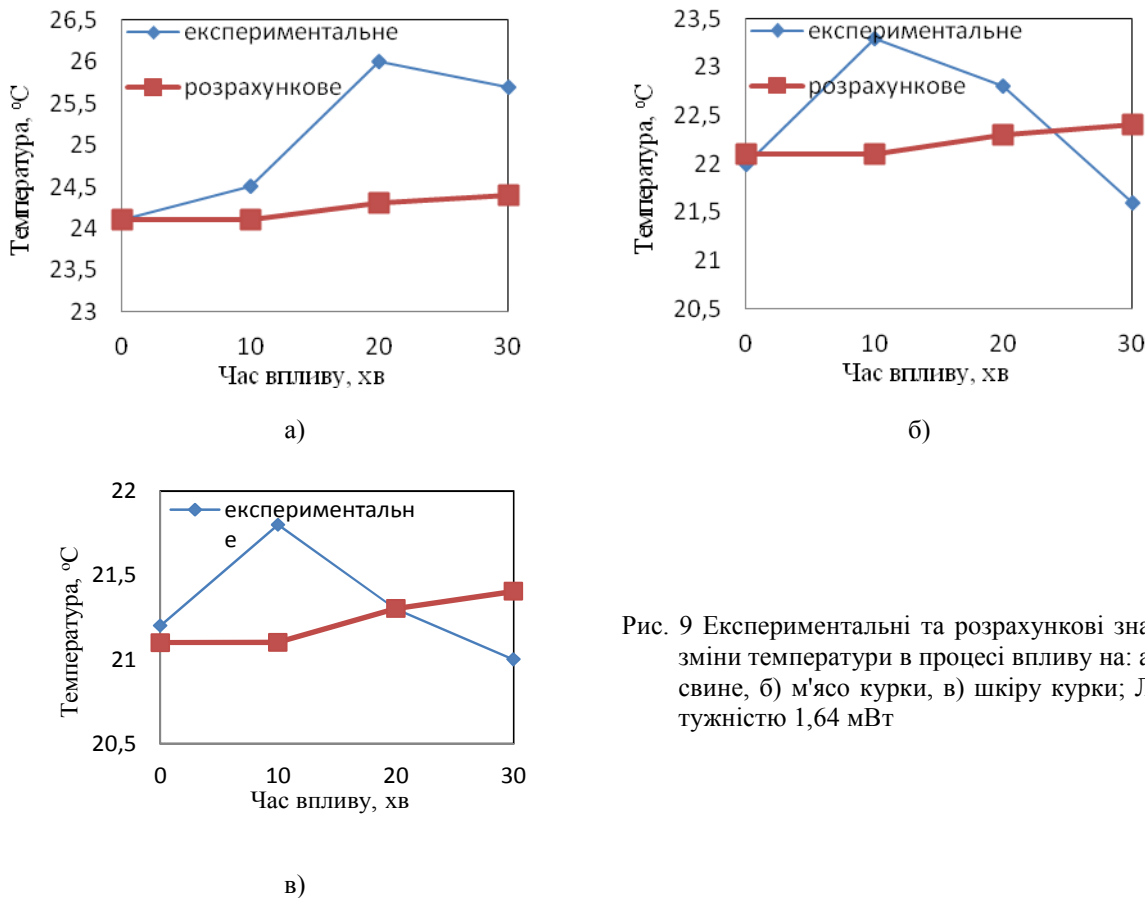 26,5
26
25,5
25
24,5
24
23,5
23
експериментальне
розрахункове
Температура, ºС
0 10 20 30
Час впливу, хв
а)
23,5
23
22,5
22
21,5
21
20,5
експериментальне
розрахункове
Температура, ºС
0 10 20 30
Час впливу, хв
б)
22
21,5
21
20,5
експериментальн
е
Температура, ºС
0 10 20 30
Час впливу, хв
в)
Рис. 9 Експериментальні та розрахункові зна
зміни температури в процесі впливу на: а
свине, б) м'ясо курки, в) шкіру курки; Л
тужністю 1,64 мВт